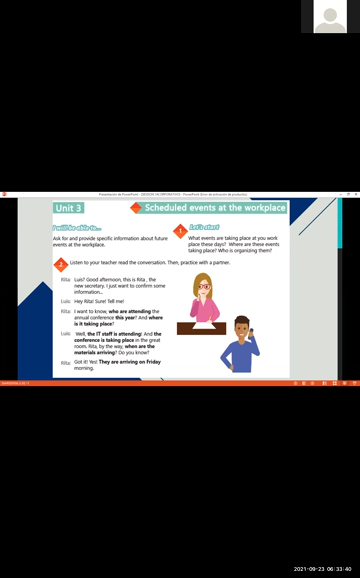 Unit 3
Scheduled events at the workplace
I will be able to...
Ask for and provide specific information about future
events at the workplace.
1
Let's start
What events are taking place at you work
place these days? Where are these events
taking place? Who is organizing them?
2
Listen to your teacher read the conversation. Then, practice with a partner.
Rita: Luis? Good afternoon, this is Rita , the
new secretary. I just want to confirm some
information...
Luis: Hey Rita! Sure! Tell me!
Rita: I want to know, who are attending the
annual conference this year? And where
is it taking place?
Luis: Well, the IT staff is attending! And the
conference is taking place in the great
room. Rita, by the way, when are the
materials arriving? Do you know?
Rita: Got it! Yes! They are arriving on Friday
morning.
2021-09-23 06:33:40